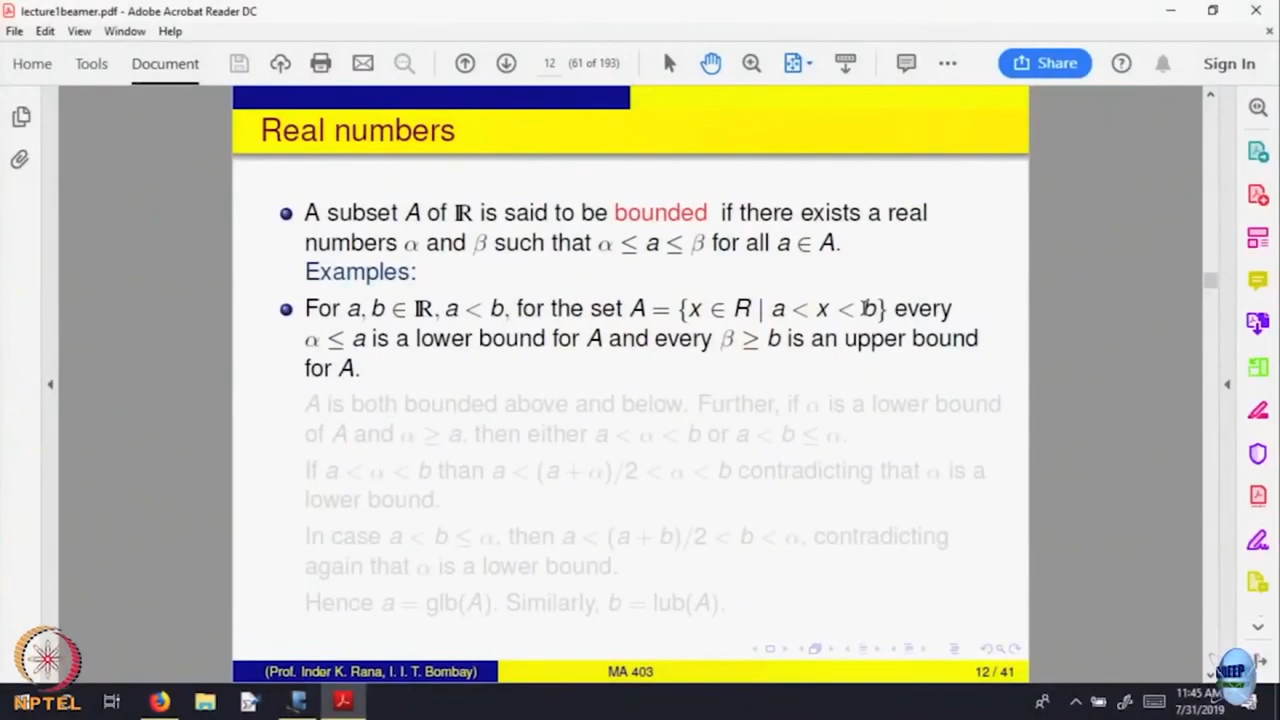 lecture1beamer.pdf - Adobe Acrobat Reader DC
File Edit View Window Help
Home Tools Document 12 (61 of 193) Share Sign In
Real numbers
A subset A of ℝ is said to be bounded if there exists a real
numbers α and β such that α ≤ a ≤ β for all a ∈ A.
Examples:
For a, b ∈ ℝ, a < b, for the set A = {x ∈ R | a < x < b} every
α ≤ a is a lower bound for A and every β ≥ b is an upper bound
for A.
A is both bounded above and below. Further, if α is a lower bound
of A and α ≥ a, then either a < α < b or a < b ≤ α.
If a < α < b than a < (a + α)/2 < α < b contradicting that α is a
lower bound.
In case a < b ≤ α, then a < (a + b)/2 < b < α, contradicting
again that α is a lower bound.
Hence a = glb(A). Similarly, b = lub(A).
(Prof. Inder K. Rana, I. I. T. Bombay) MA 403 12 / 41
NPTEL
11:45 AM
7/31/2019